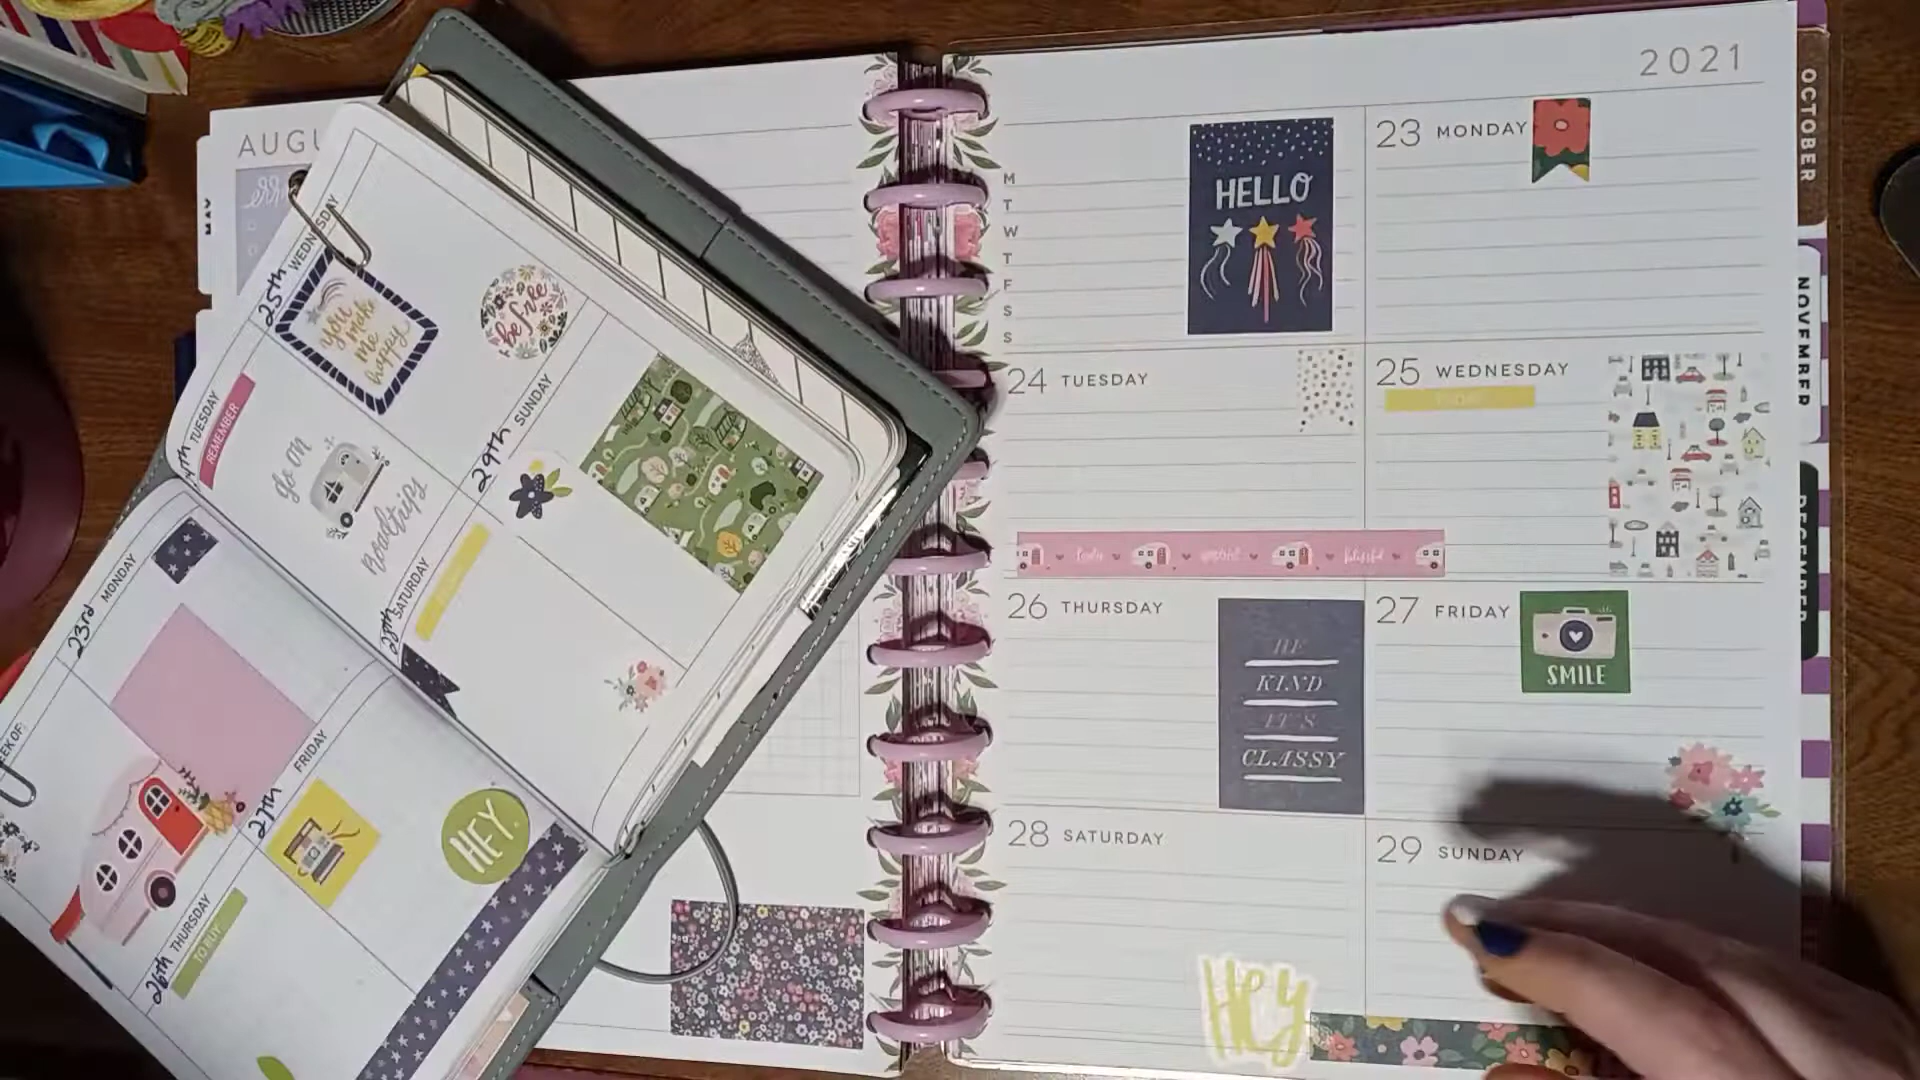 AUGU
2021
OCTOBER
NOVEMBER
DECEMBER
M
T
W
T
F
S
S
HELLO
23 MONDAY
24 TUESDAY
25 WEDNESDAY
26 THURSDAY
HE
KIND
IT'S
CLASSY
27 FRIDAY
SMILE
28 SATURDAY
Hey
29 SUNDAY
25th WEDNESDAY
you
make
me
happy
be free
TUESDAY
REMEMBER
go on
roadtrips
29th SUNDAY
28th SATURDAY
23rd MONDAY
27th FRIDAY
HEY.
26th THURSDAY
TO BUY